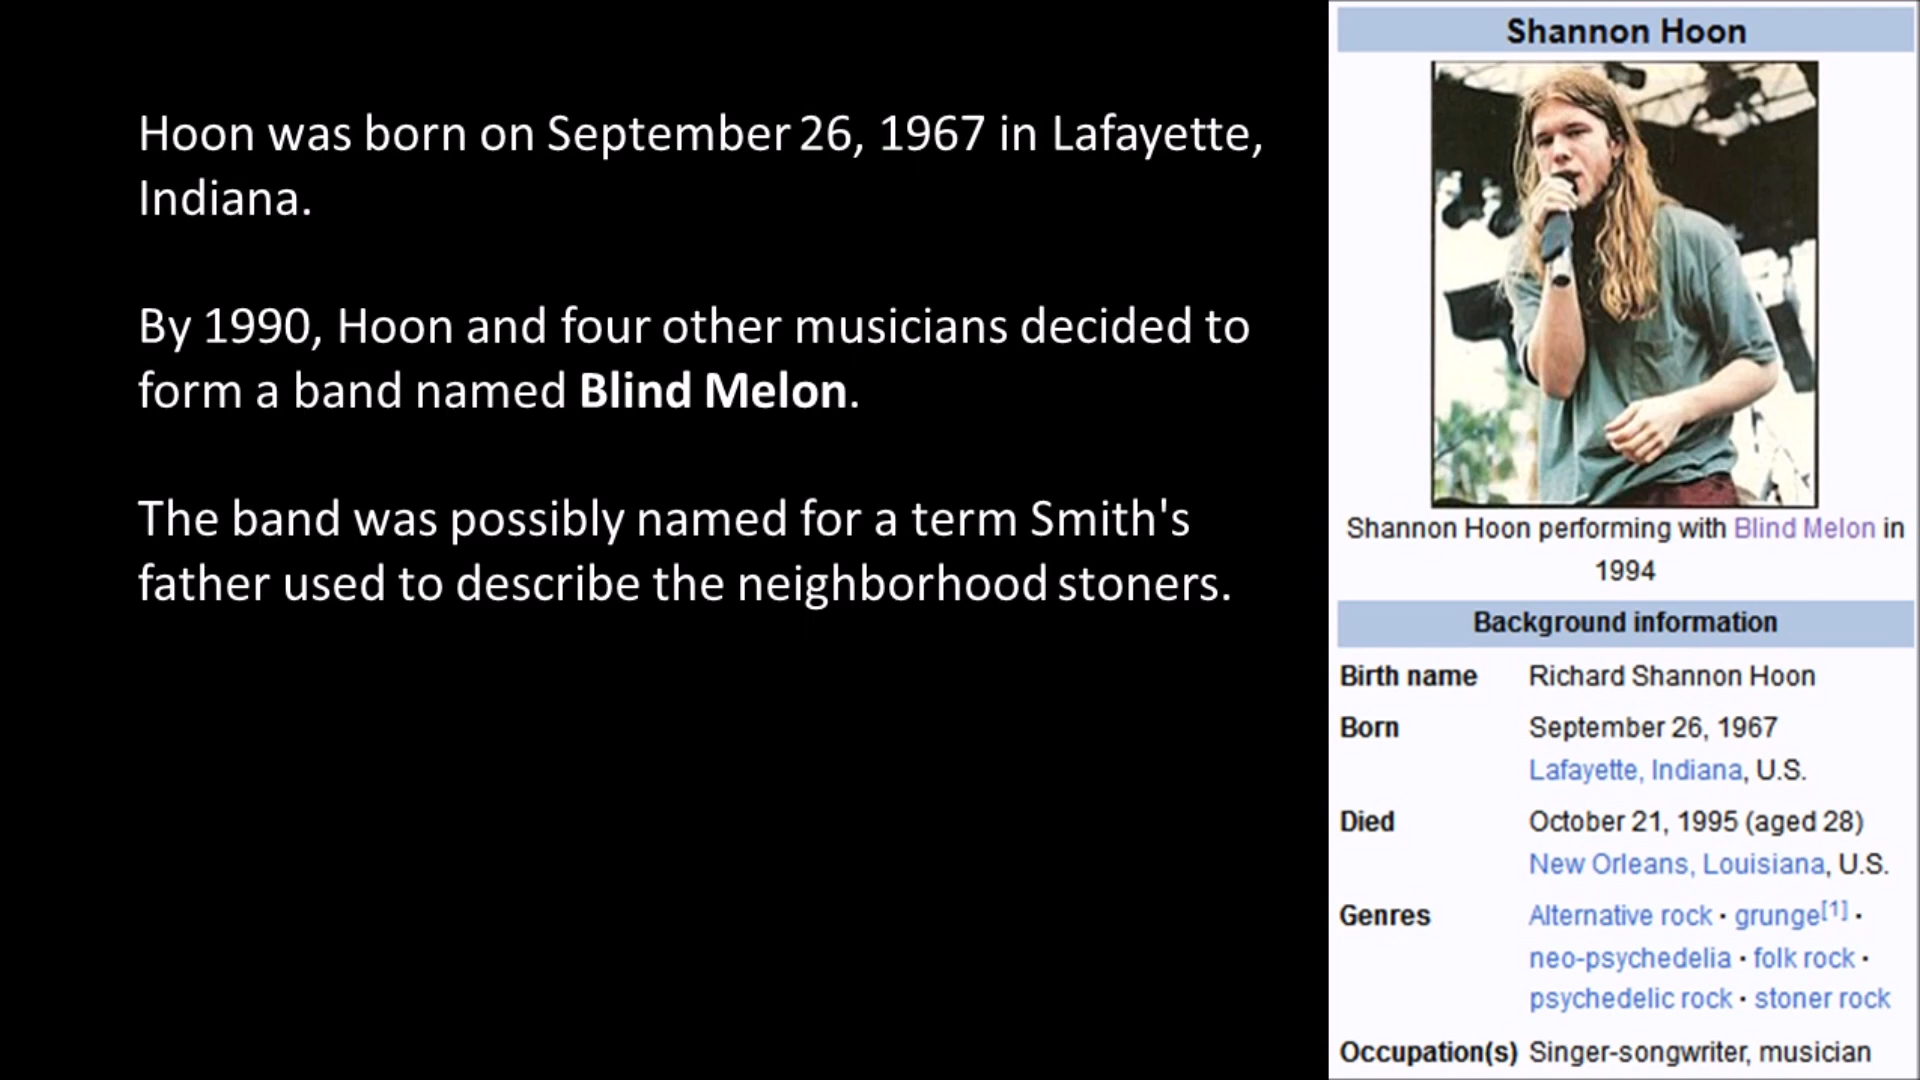 Hoon was born on September 26, 1967 in Lafayette,
Indiana.
By 1990, Hoon and four other musicians decided to
form a band named Blind Melon.
The band was possibly named for a term Smith's
father used to describe the neighborhood stoners.
Shannon Hoon
Shannon Hoon performing with Blind Melon in
1994
Background information
Birth name Richard Shannon Hoon
Born September 26, 1967
Lafayette, Indiana, U.S.
Died October 21, 1995 (aged 28)
New Orleans, Louisiana, U.S.
Genres Alternative rock · grunge[1] ·
neo-psychedelia · folk rock ·
psychedelic rock · stoner rock
Occupation(s) Singer-songwriter, musician